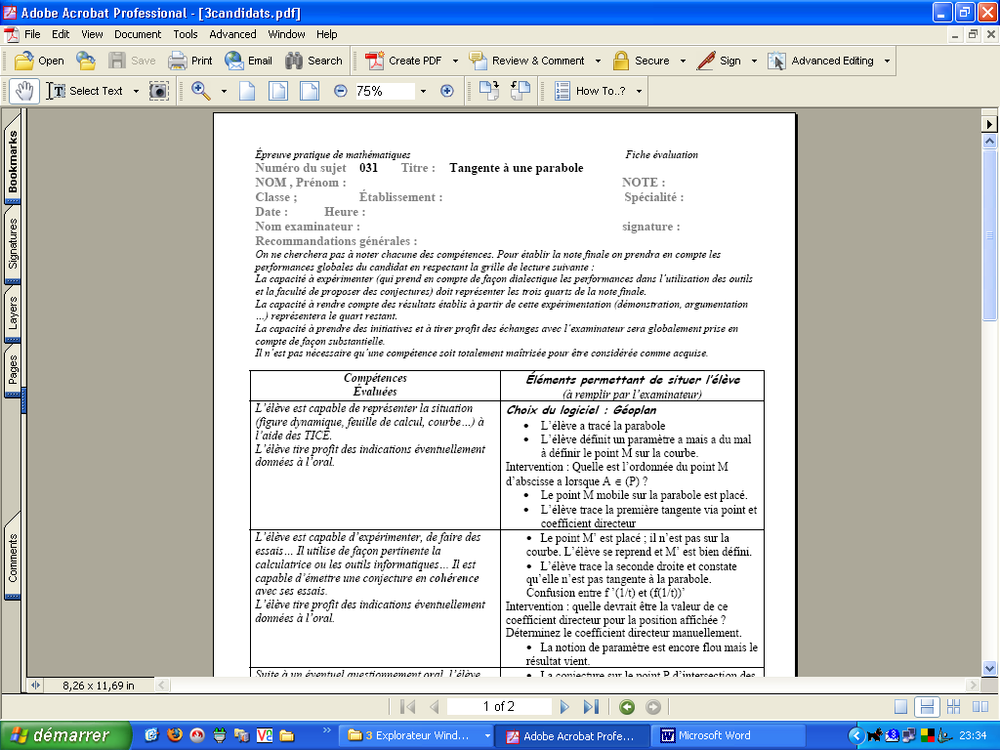 Adobe Acrobat Professional - [3candidats.pdf]
File Edit View Document Tools Advanced Window Help
Open Save Print Email Search Create PDF Review & Comment Secure Sign Advanced Editing
Select Text 75% How To..?
Bookmarks
Signatures
Layers
Pages
Comments
Épreuve pratique de mathématiques Fiche évaluation
Numéro du sujet 031 Titre : Tangente à une parabole
NOM , Prénom : NOTE :
Classe ; Établissement : Spécialité :
Date : Heure :
Nom examinateur : signature :
Recommandations générales :
On ne cherchera pas à noter chacune des compétences. Pour établir la note finale on prendra en compte les
performances globales du candidat en respectant la grille de lecture suivante :
La capacité à expérimenter (qui prend en compte de façon dialectique les performances dans l'utilisation des outils
et la faculté de proposer des conjectures) doit représenter les trois quarts de la note finale.
La capacité à rendre compte des résultats établis à partir de cette expérimentation (démonstration, argumentation
…) représentera le quart restant.
La capacité à prendre des initiatives et à tirer profit des échanges avec l'examinateur sera globalement prise en
compte de façon substantielle.
Il n'est pas nécessaire qu'une compétence soit totalement maîtrisée pour être considérée comme acquise.
Compétences
Évaluées
Éléments permettant de situer l'élève
(à remplir par l'examinateur)
L'élève est capable de représenter la situation
(figure dynamique, feuille de calcul, courbe…) à
l'aide des TICE.
L'élève tire profit des indications éventuellement
données à l'oral.
Choix du logiciel : Géoplan
• L'élève a tracé la parabole
• L'élève définit un paramètre a mais a du mal
à définir le point M sur la courbe.
Intervention : Quelle est l'ordonnée du point M
d'abscisse a lorsque A ∈ (P) ?
• Le point M mobile sur la parabole est placé.
• L'élève trace la première tangente via point et
coefficient directeur
L'élève est capable d'expérimenter, de faire des
essais… Il utilise de façon pertinente la
calculatrice ou les outils informatiques… Il est
capable d'émettre une conjecture en cohérence
avec ses essais.
L'élève tire profit des indications éventuellement
données à l'oral.
• Le point M' est placé ; il n'est pas sur la
courbe. L'élève se reprend et M' est bien défini.
• L'élève trace la seconde droite et constate
qu'elle n'est pas tangente à la parabole.
Confusion entre f '(1/t) et (f(1/t))'
Intervention : quelle devrait être la valeur de ce
coefficient directeur pour la position affichée ?
Déterminez le coefficient directeur manuellement.
• La notion de paramètre est encore flou mais le
résultat vient.
Suite à un éventuel questionnement oral, l'élève
• La conjecture sur le point P d'intersection des
8,26 x 11,69 in
1 of 2
démarrer 3 Explorateur Wind... Adobe Acrobat Profe... Microsoft Word 23:34